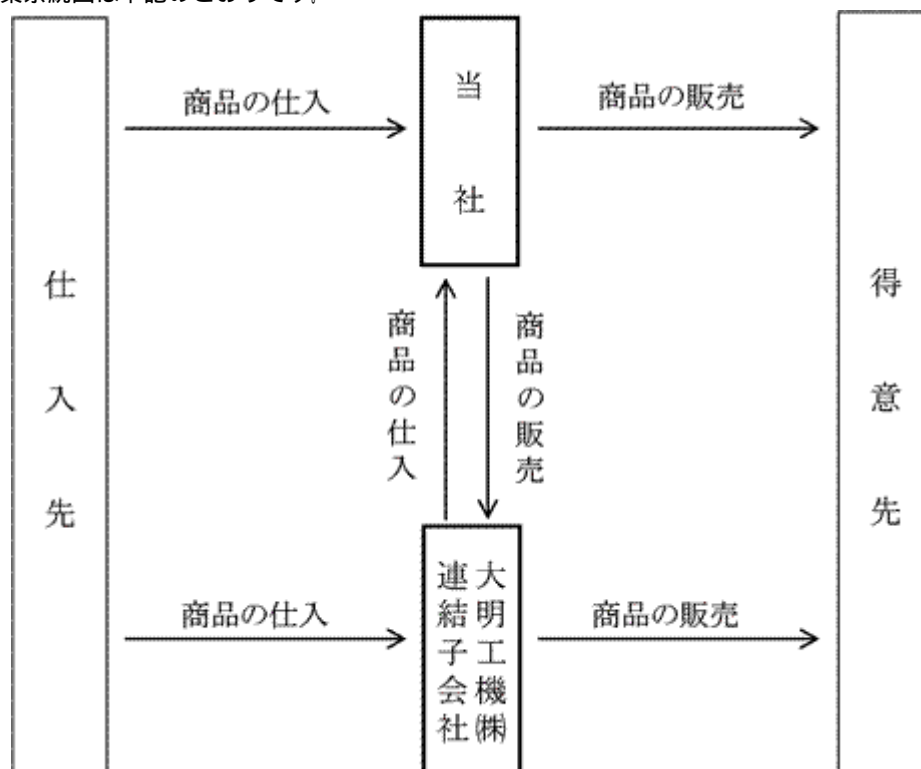 当社
商品の仕入
商品の販売
仕入先
得意先
商品の仕入
商品の販売
商品の仕入
大明工機㈱
連結子会社
商品の販売